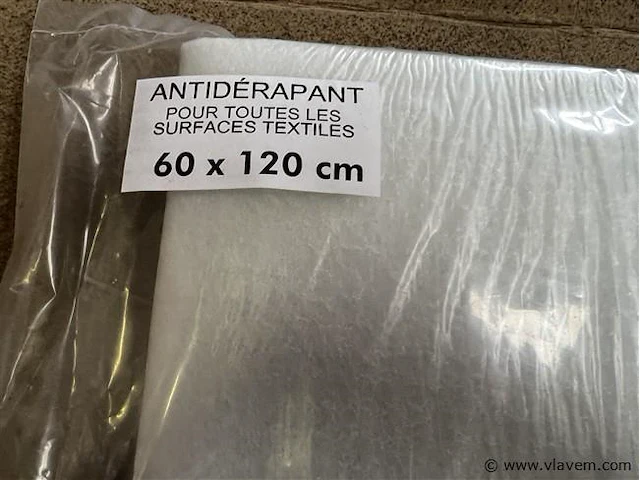 ANTIDÉRAPANT
POUR TOUTES LES
SURFACES TEXTILES
60 x 120 cm
© www.vlavem.com